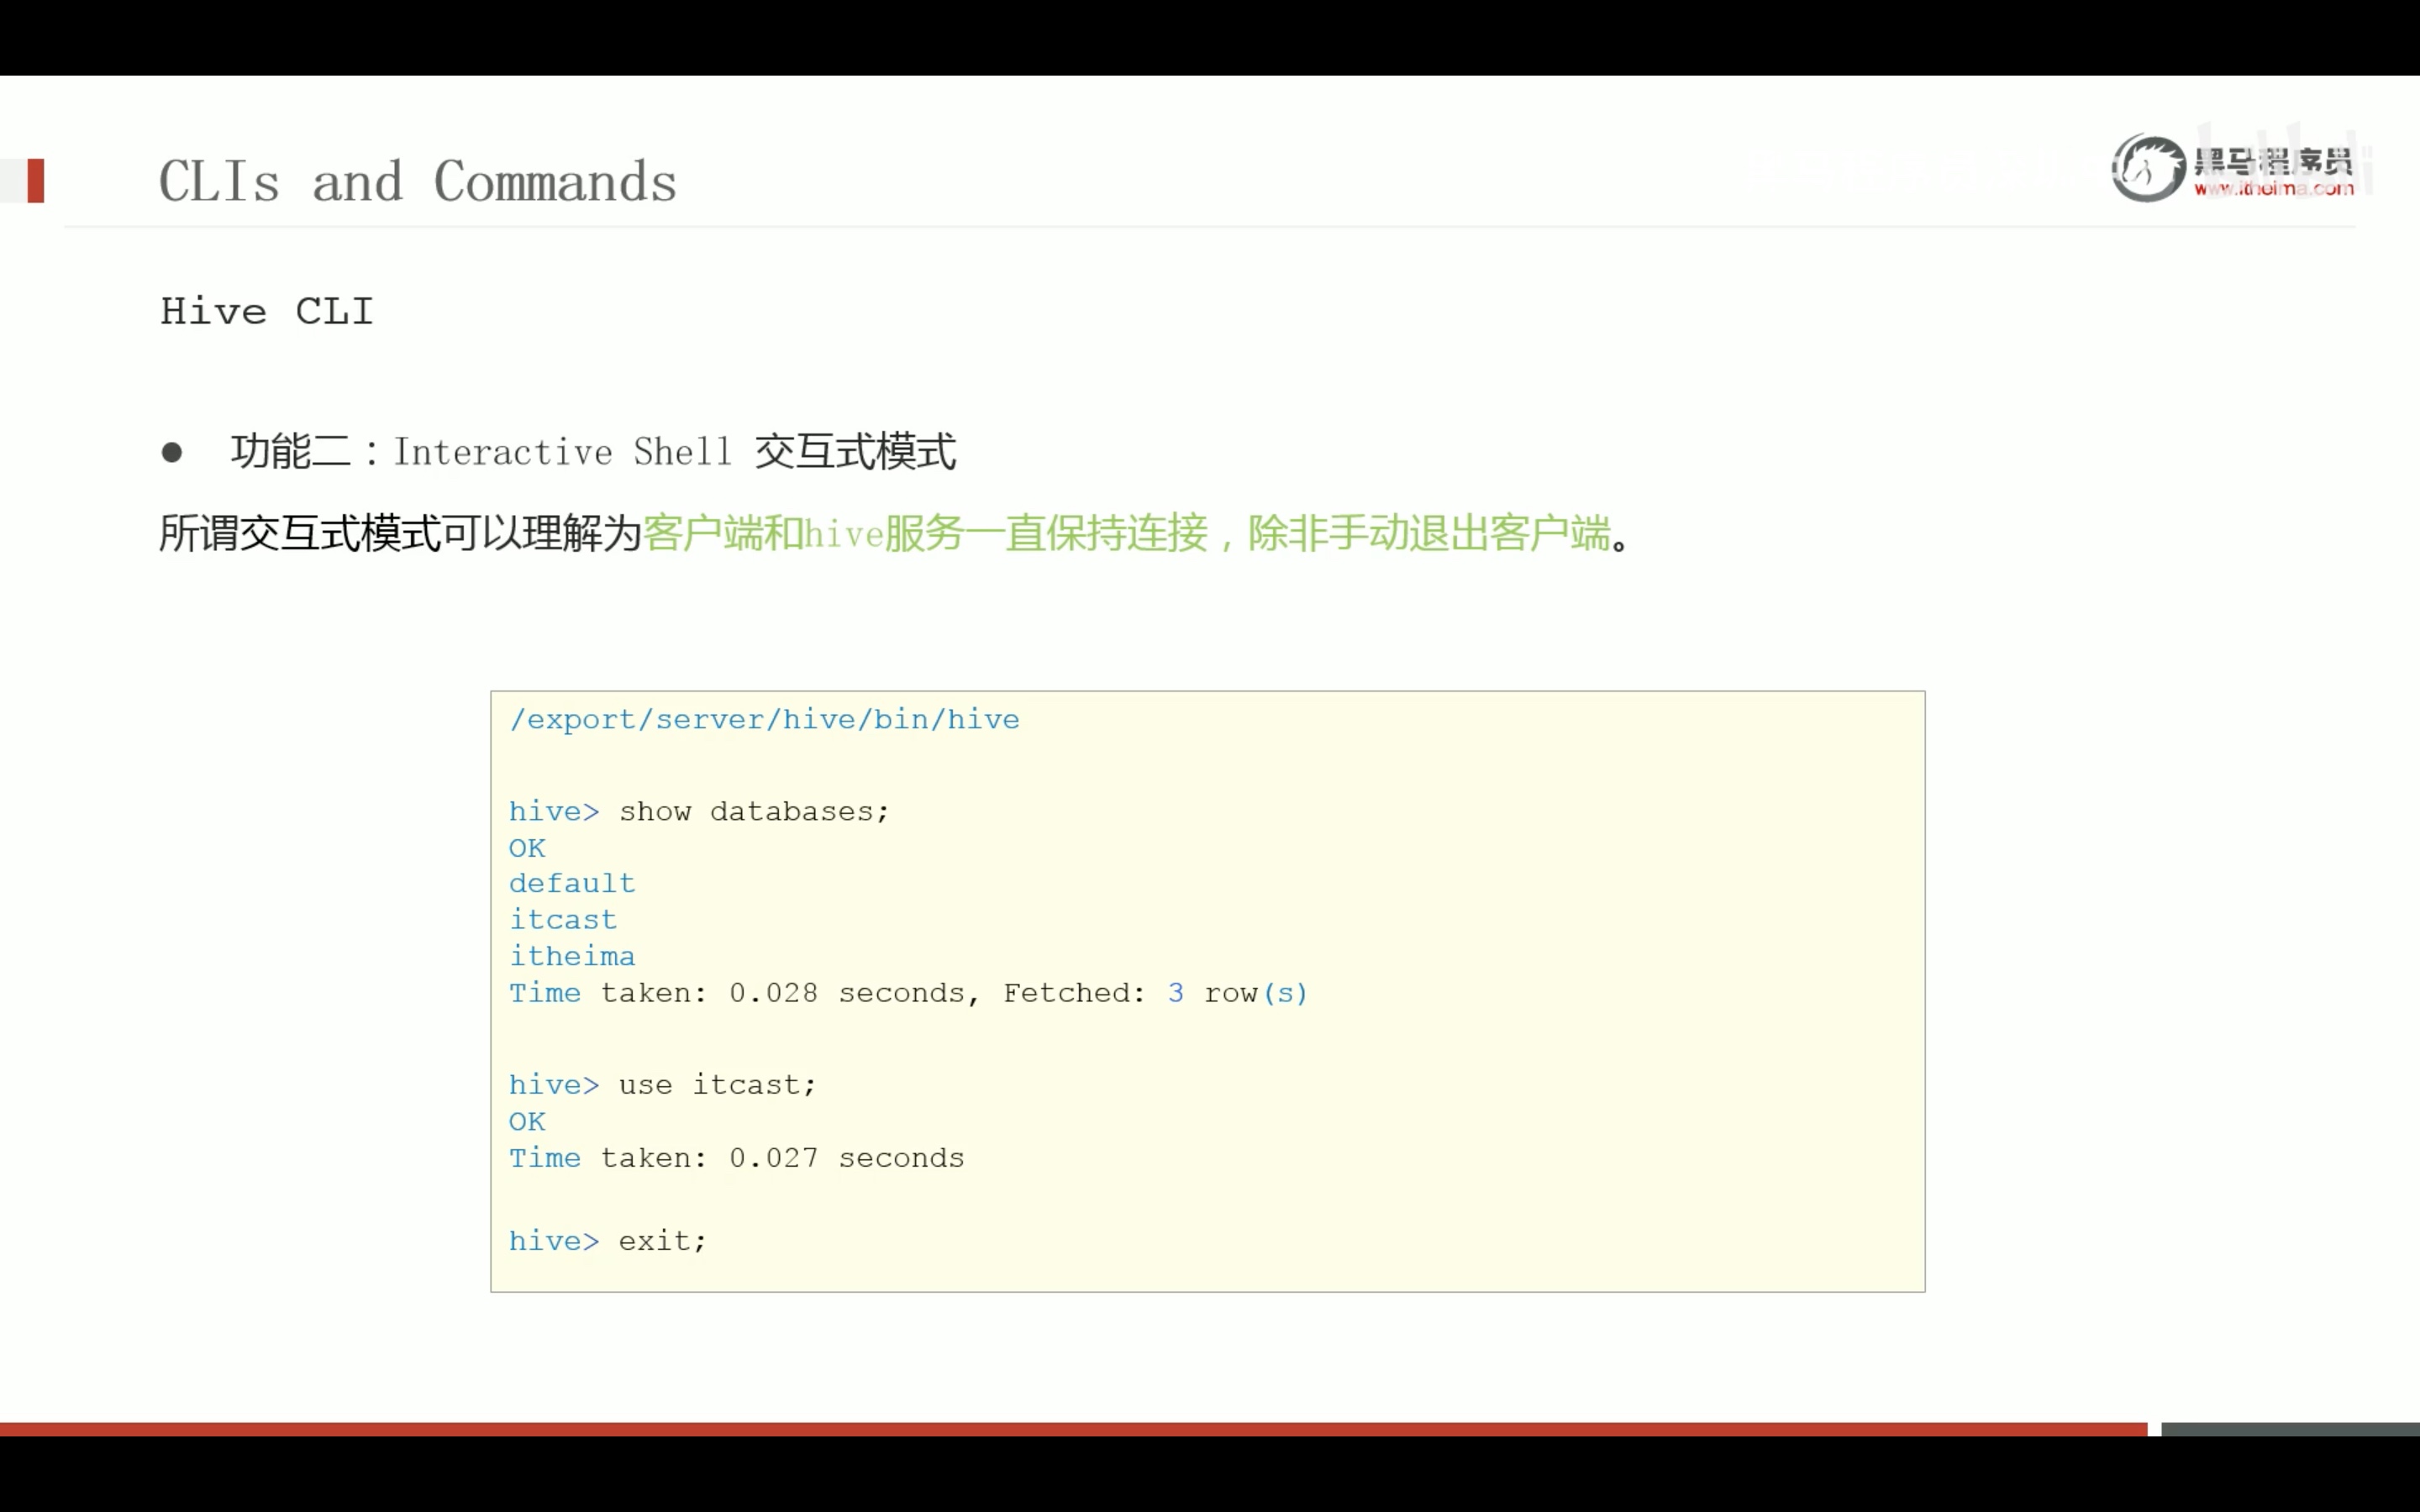 CLIs and Commands
黑马程序员
www.itheima.com
Hive CLI
● 功能二：Interactive Shell 交互式模式
所谓交互式模式可以理解为客户端和hive服务一直保持连接，除非手动退出客户端。
/export/server/hive/bin/hive
hive> show databases;
OK
default
itcast
itheima
Time taken: 0.028 seconds, Fetched: 3 row(s)
hive> use itcast;
OK
Time taken: 0.027 seconds
hive> exit;